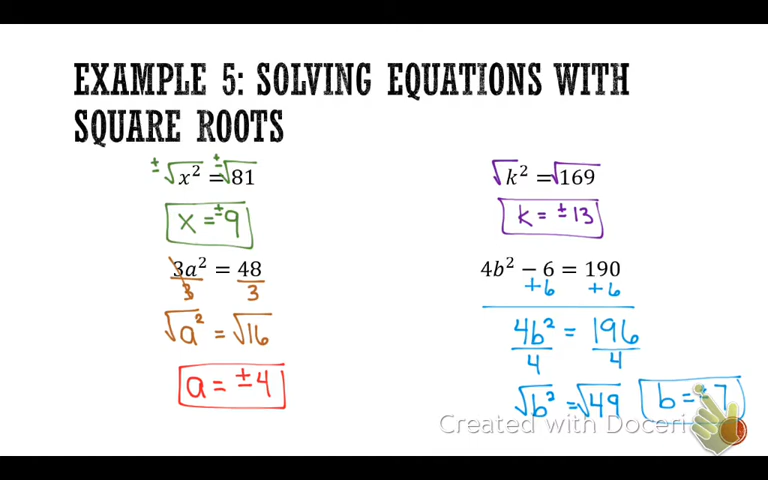 EXAMPLE 5: SOLVING EQUATIONS WITH
SQUARE ROOTS
±√x² = ±√81
x = ±9
3a² = 48
3 3
√a² = √16
a = ±4
√k² = √169
k = ±13
4b² − 6 = 190
+6 +6
4b² = 196
4 4
√b² = √49
b = ±7
Created with Doceri